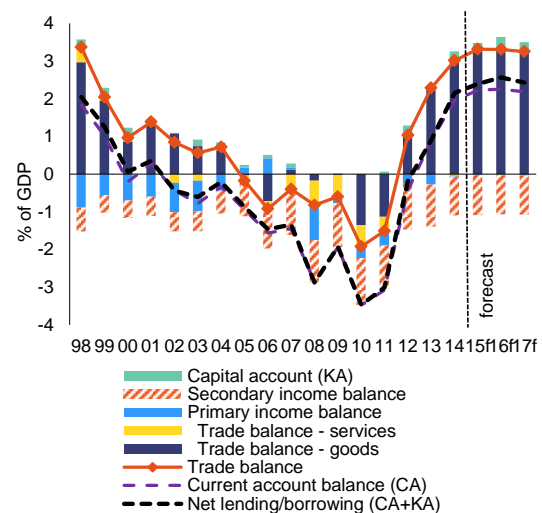 4
3
2
1
0
-1
-2
-3
-4
% of GDP
forecast
98 99 00 01 02 03 04 05 06 07 08 09 10 11 12 13 14 15f 16f 17f
Capital account (KA)
Secondary income balance
Primary income balance
Trade balance - services
Trade balance - goods
Trade balance
Current account balance (CA)
Net lending/borrowing (CA+KA)